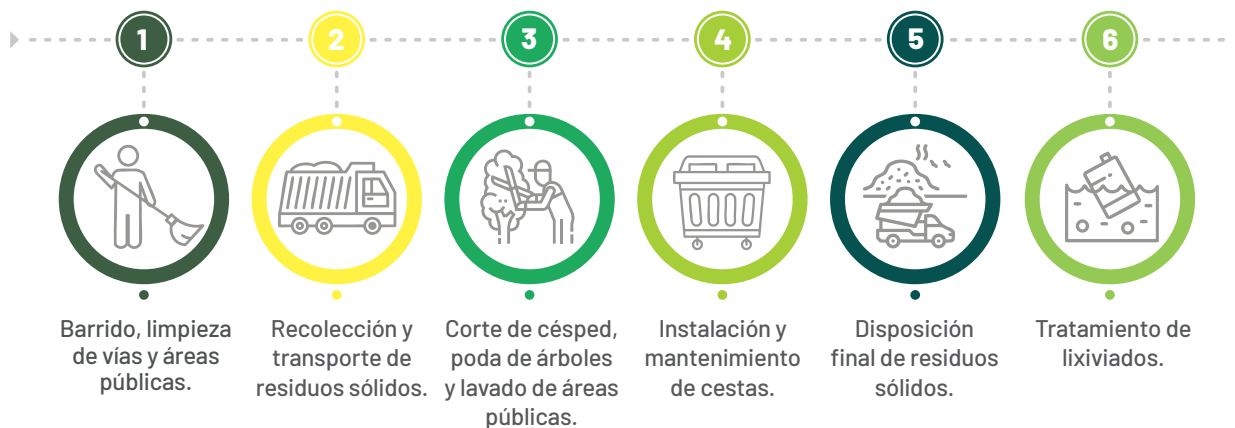 1
2
3
4
5
6
Barrido, limpieza
de vías y áreas
públicas.
Recolección y
transporte de
residuos sólidos.
Corte de césped,
poda de árboles
y lavado de áreas
públicas.
Instalación y
mantenimiento
de cestas.
Disposición
final de residuos
sólidos.
Tratamiento de
lixiviados.